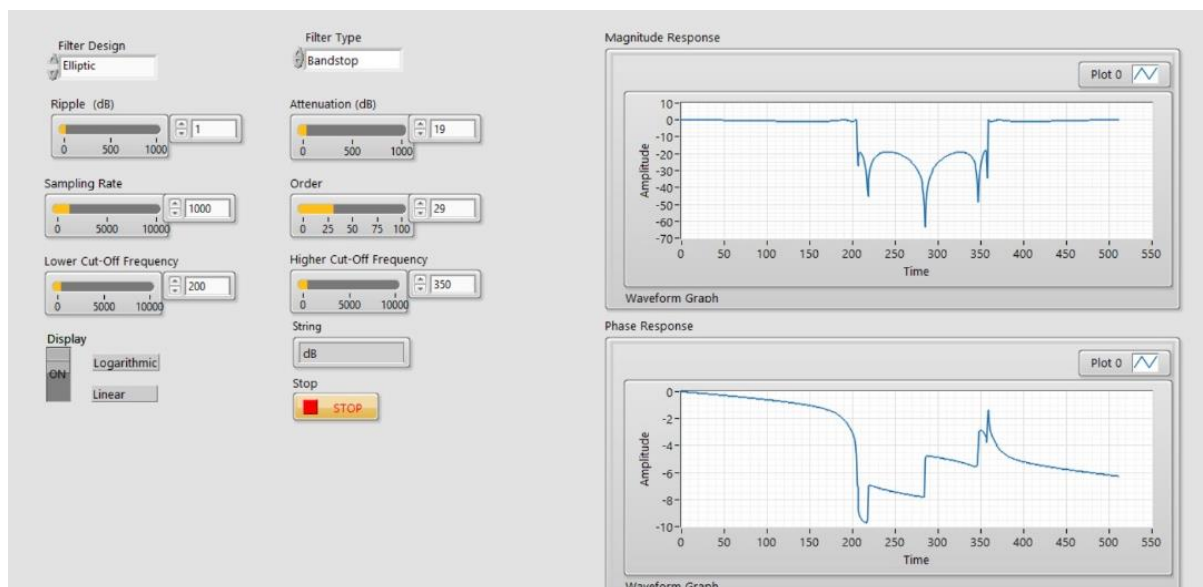 Filter Design
Elliptic
Filter Type
Bandstop
Ripple (dB)
1
0 500 1000
Attenuation (dB)
19
0 500 1000
Sampling Rate
1000
0 5000 10000
Order
29
0 25 50 75 100
Lower Cut-Off Frequency
200
0 5000 10000
Higher Cut-Off Frequency
350
0 5000 10000
Display
ON
Logarithmic
Linear
String
dB
Stop
STOP
Magnitude Response
Plot 0
Amplitude
10
0
-10
-20
-30
-40
-50
-60
-70
0 50 100 150 200 250 300 350 400 450 500 550
Time
Waveform Graph
Phase Response
Plot 0
Amplitude
0
-2
-4
-6
-8
-10
0 50 100 150 200 250 300 350 400 450 500 550
Time
Waveform Graph